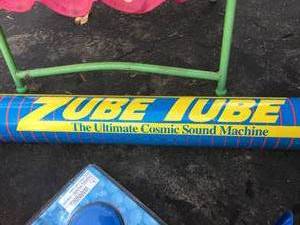 ZUBE TUBE
The Ultimate Cosmic Sound Machine